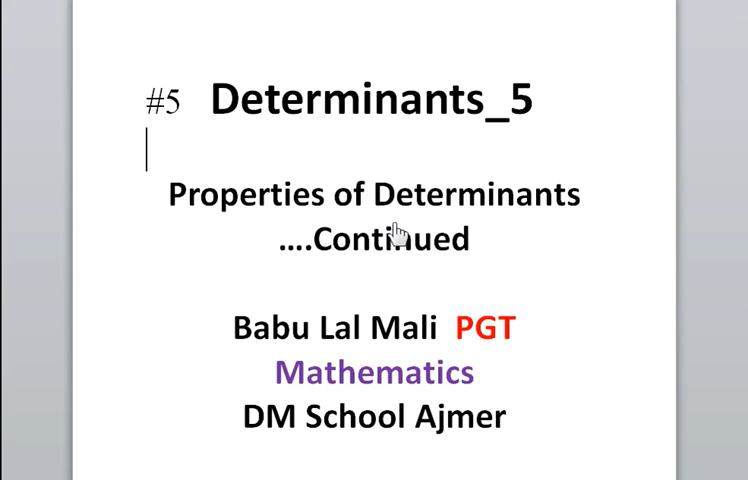 #5 Determinants_5
Properties of Determinants
....Continued
Babu Lal Mali PGT
Mathematics
DM School Ajmer